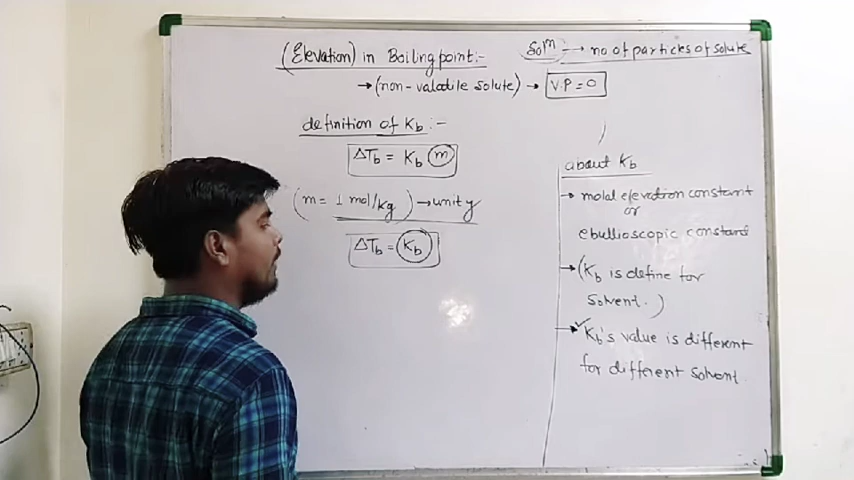 (Elevation) in Boiling point:-
Solⁿ → no of particles of solute
→ (non-valadile solute) → V.P = 0
definition of Kb :-
ΔTb = Kb m
(m = 1 mol/kg) → unity
ΔTb = Kb
about Kb
→ molal elevation constant
or
ebullioscopic constand
→ (Kb is define for
solvent.)
→ Kb's value is different
for different solvent.